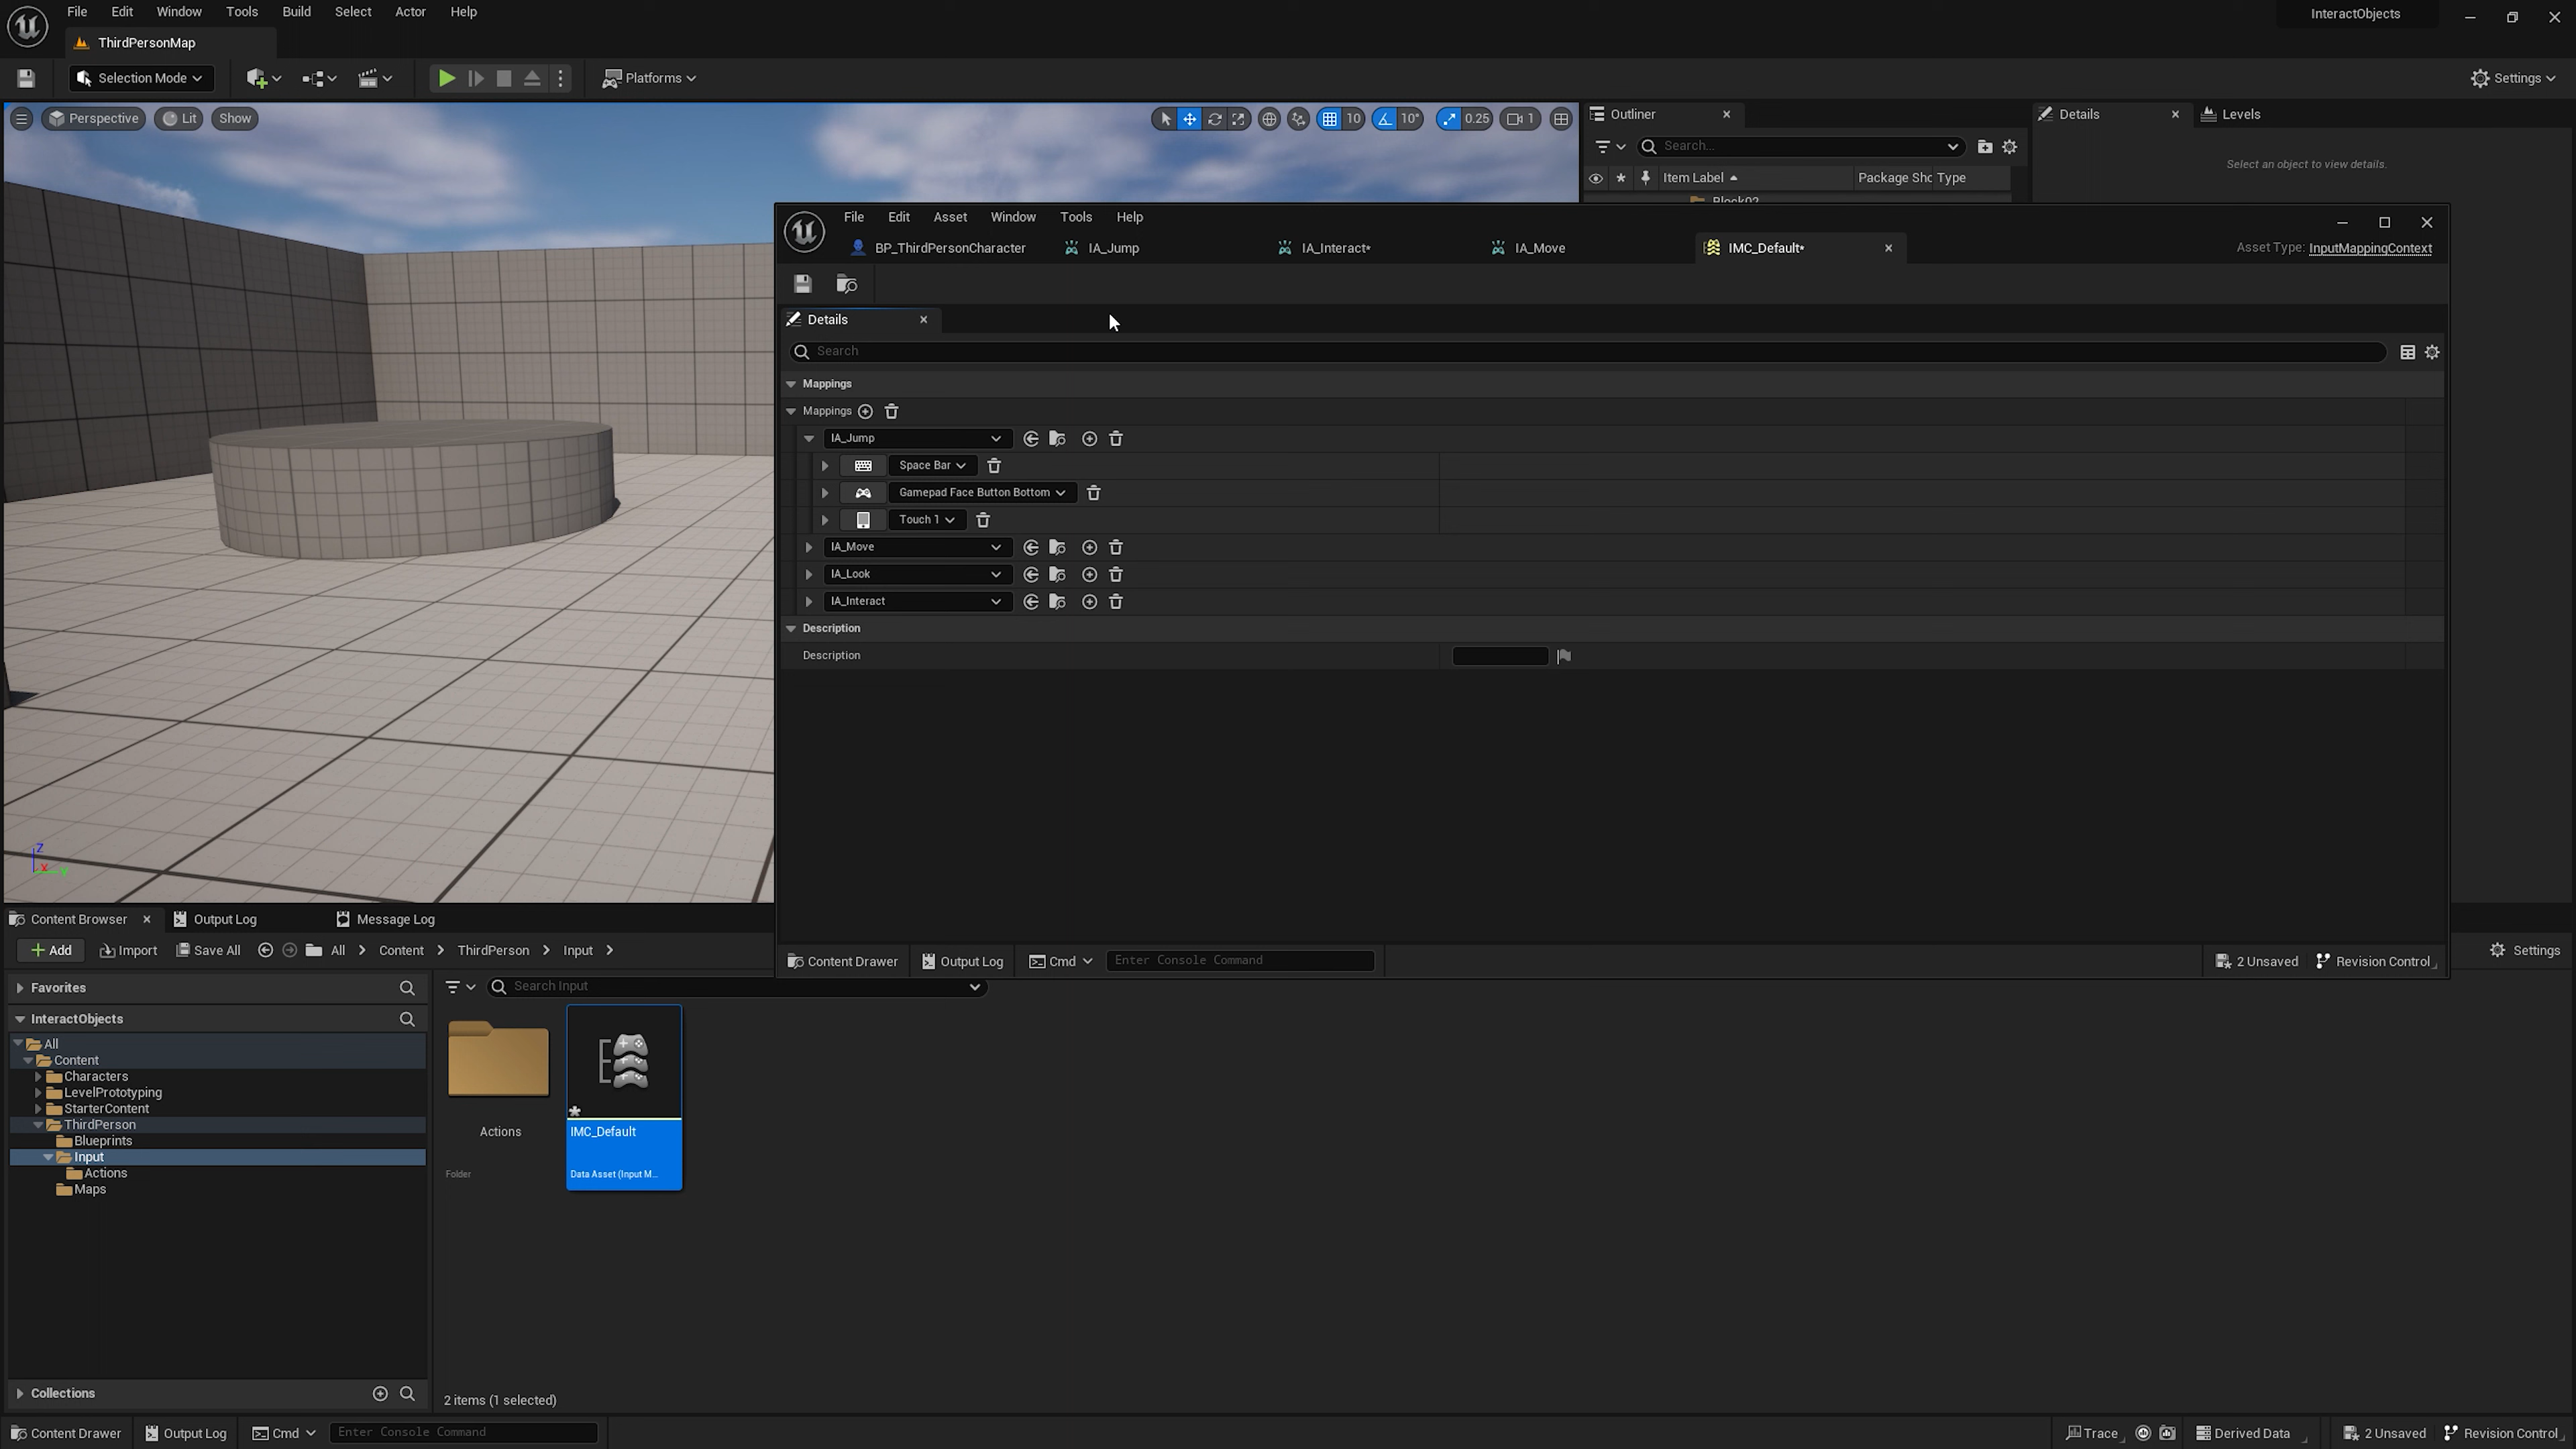 File Edit Window Tools Build Select Actor Help
InteractObjects
ThirdPersonMap
Selection Mode
Platforms
Settings
Perspective Lit Show
10 10° 0.25 1
Outliner
Details
Levels
Search...
Select an object to view details.
Item Label Package Shc Type
File Edit Asset Window Tools Help
BP_ThirdPersonCharacter IA_Jump IA_Interact* IA_Move IMC_Default*
Asset Type: InputMappingContext
Details
Search
Mappings
Mappings
IA_Jump
Space Bar
Gamepad Face Button Bottom
Touch 1
IA_Move
IA_Look
IA_Interact
Description
Description
Content Drawer Output Log Cmd Enter Console Command 2 Unsaved Revision Control
Content Browser Output Log Message Log
Add Import Save All All Content ThirdPerson Input
Settings
Favorites
Search Input
InteractObjects
All
Content
Characters
LevelPrototyping
StarterContent
ThirdPerson
Blueprints
Input
Actions
Maps
Actions
Folder
IMC_Default
Data Asset (Input M...
Collections
2 items (1 selected)
Content Drawer Output Log Cmd Enter Console Command Trace Derived Data 2 Unsaved Revision Control